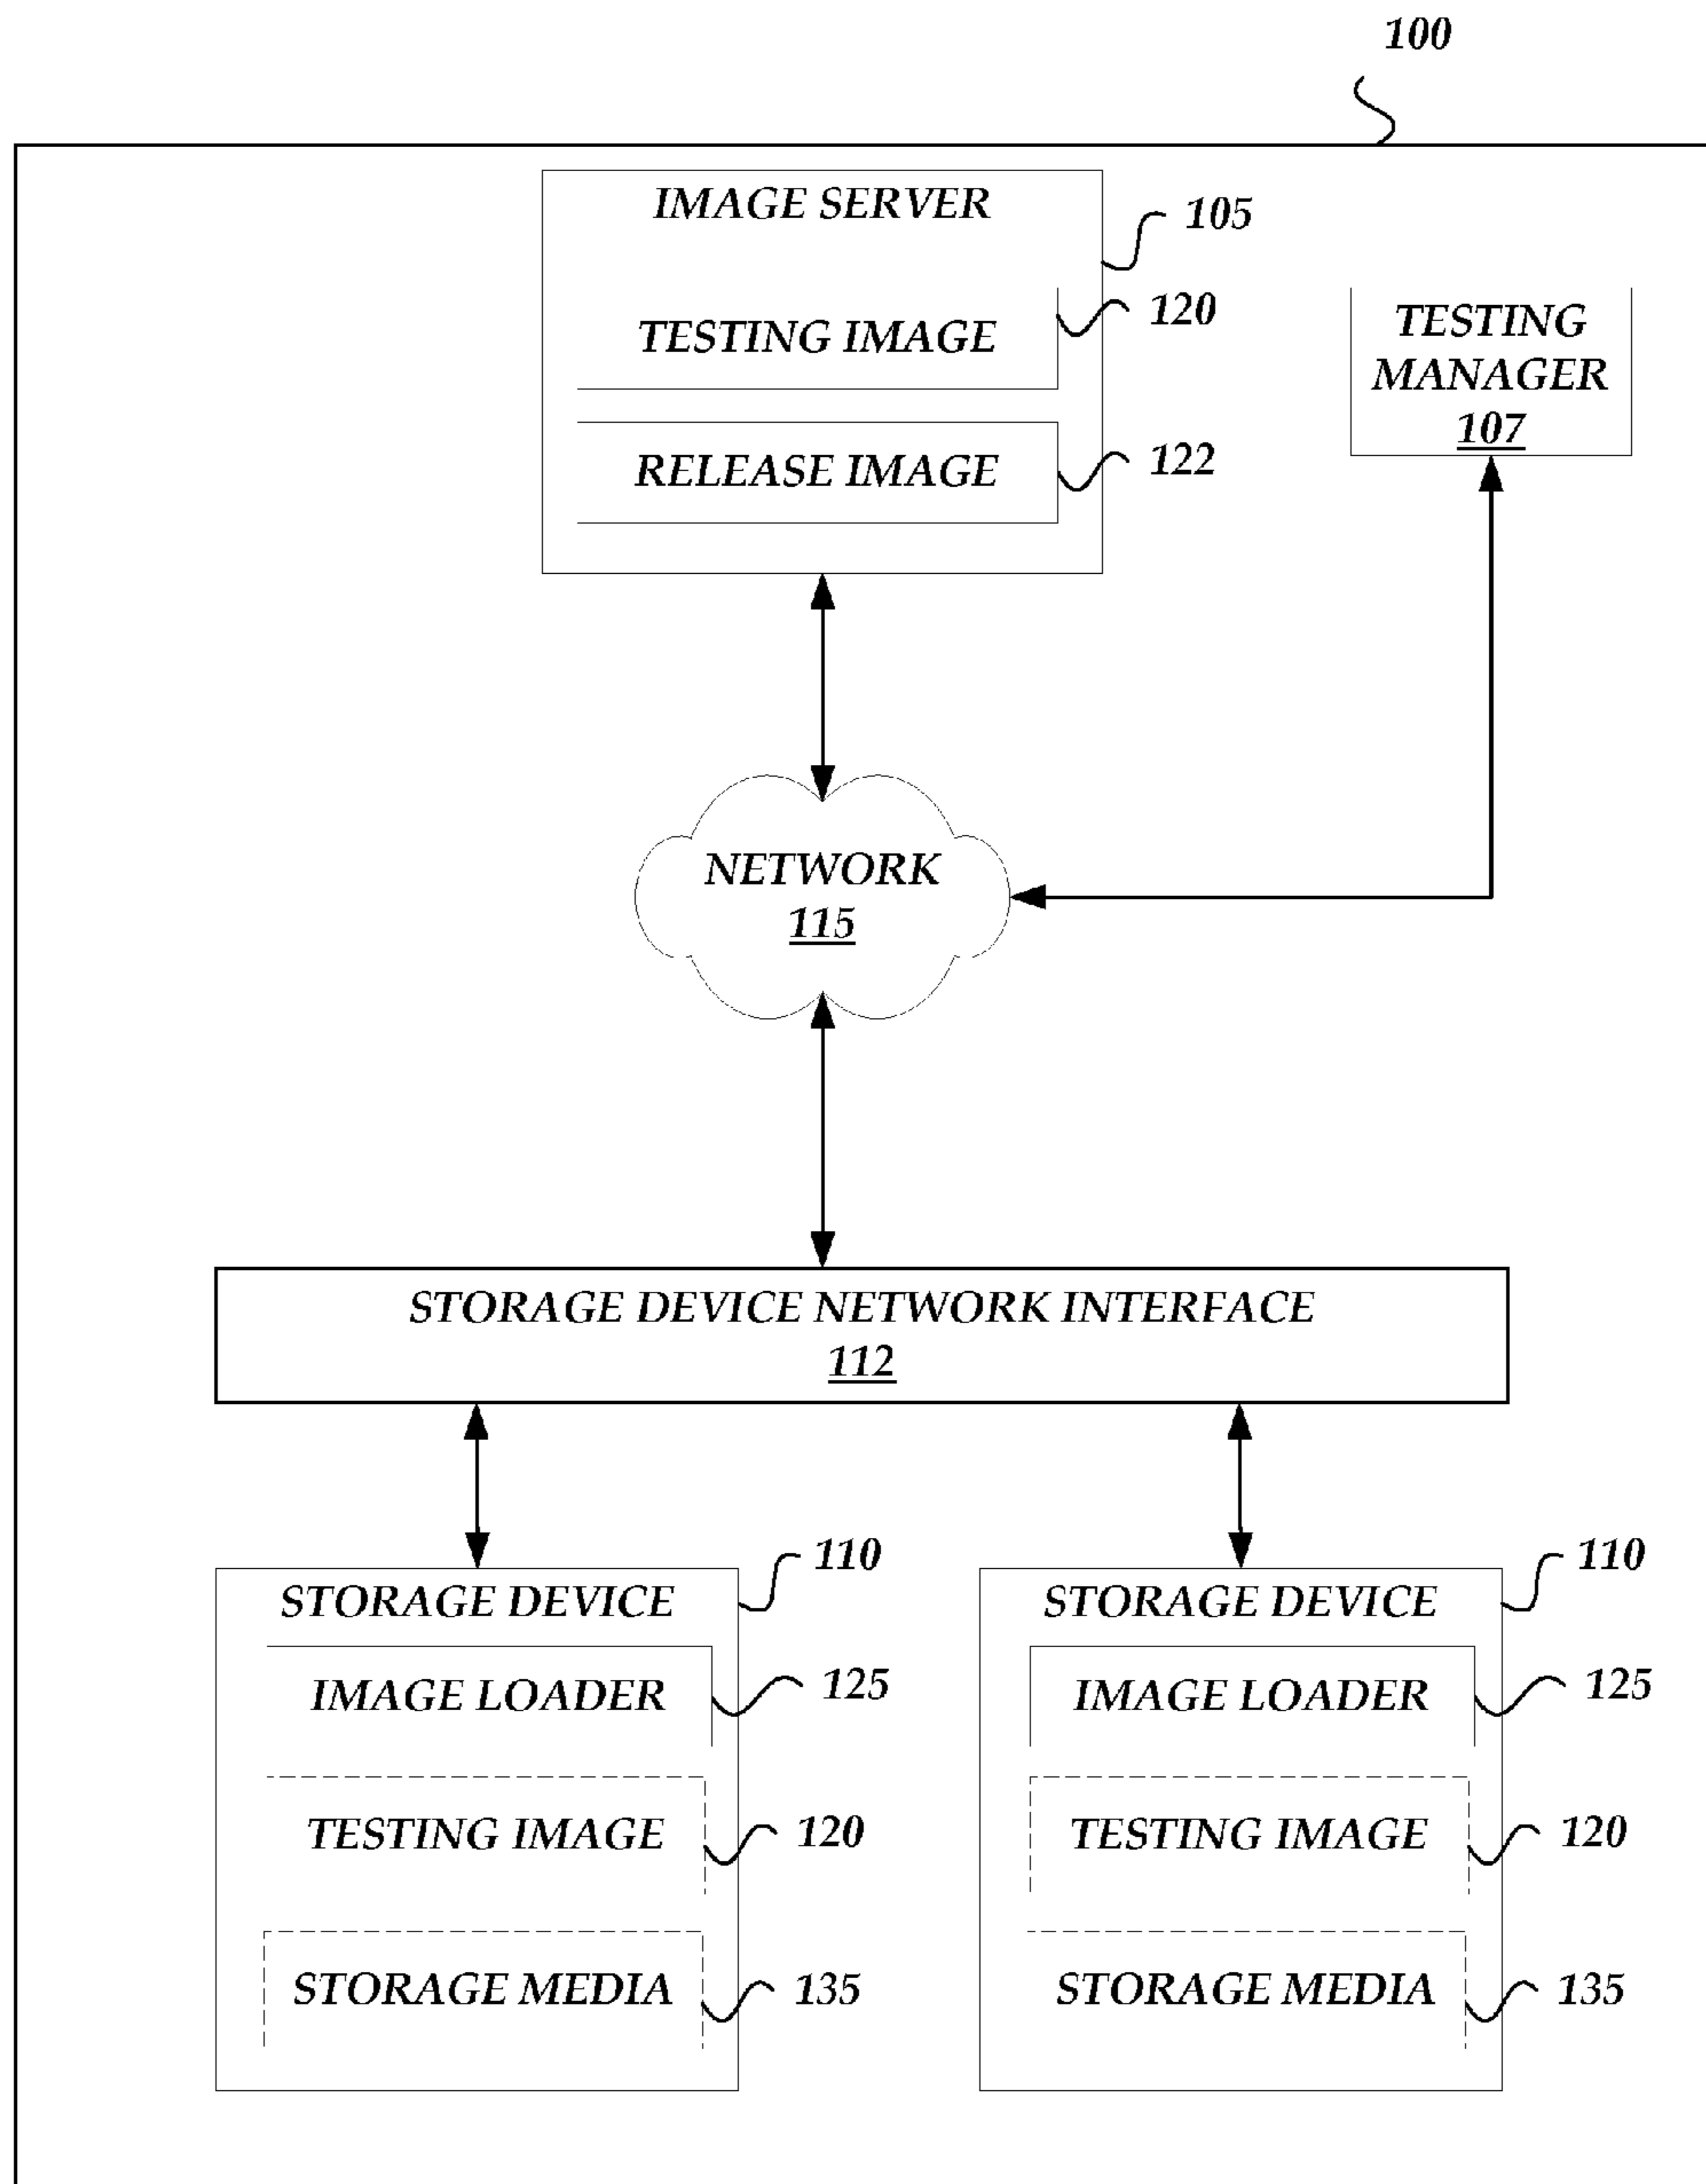 100
IMAGE SERVER
105
TESTING IMAGE
120
RELEASE IMAGE
122
TESTING
MANAGER
107
NETWORK
115
STORAGE DEVICE NETWORK INTERFACE
112
STORAGE DEVICE
110
IMAGE LOADER
125
TESTING IMAGE
120
STORAGE MEDIA
135
STORAGE DEVICE
110
IMAGE LOADER
125
TESTING IMAGE
120
STORAGE MEDIA
135